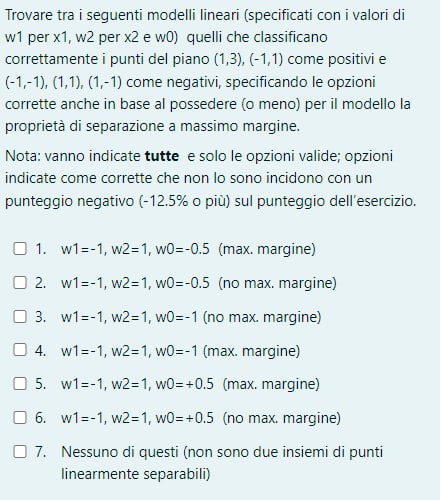 Trovare tra i seguenti modelli lineari (specificati con i valori di
w1 per x1, w2 per x2 e w0) quelli che classificano
correttamente i punti del piano (1,3), (-1,1) come positivi e
(-1,-1), (1,1), (1,-1) come negativi, specificando le opzioni
corrette anche in base al possedere (o meno) per il modello la
proprietà di separazione a massimo margine.
Nota: vanno indicate tutte e solo le opzioni valide; opzioni
indicate come corrette che non lo sono incidono con un
punteggio negativo (-12.5% o più) sul punteggio dell'esercizio.
1. w1=-1, w2=1, w0=-0.5 (max. margine)
2. w1=-1, w2=1, w0=-0.5 (no max. margine)
3. w1=-1, w2=1, w0=-1 (no max. margine)
4. w1=-1, w2=1, w0=-1 (max. margine)
5. w1=-1, w2=1, w0=+0.5 (max. margine)
6. w1=-1, w2=1, w0=+0.5 (no max. margine)
7. Nessuno di questi (non sono due insiemi di punti
linearmente separabili)